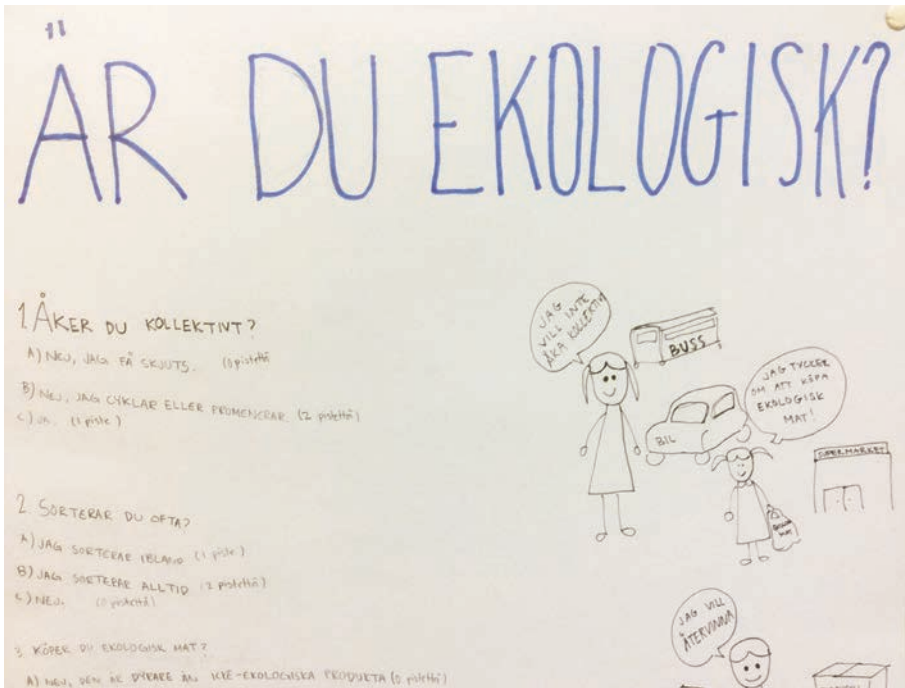 ÄR DU EKOLOGISK?
1. ÅKER DU KOLLEKTIVT?
A) NEJ, JAG FÅ SKJUTS. (0 pistettä)
B) NEJ, JAG CYKLAR ELLER PROMENERAR. (2 pistettä)
C) JA. (1 piste)
JAG
VILL INTE
ÅKA KOLLEKTIVT
BUSS
BIL
JAG TYCKER
OM ATT KÖPA
EKOLOGISK
MAT!
SUPERMARKET
MAT
2. SORTERAR DU OFTA?
A) JAG SORTERAR IBLAND (1 piste)
B) JAG SORTERAR ALLTID (2 pistettä)
C) NEJ. (0 pistettä)
JAG VILL
ÅTERVINNA
3. KÖPER DU EKOLOGISK MAT?
A) NEJ, DEN ÄR DYRARE ÄN ICKE-EKOLOGISKA PRODUKTA (0 pistettä)